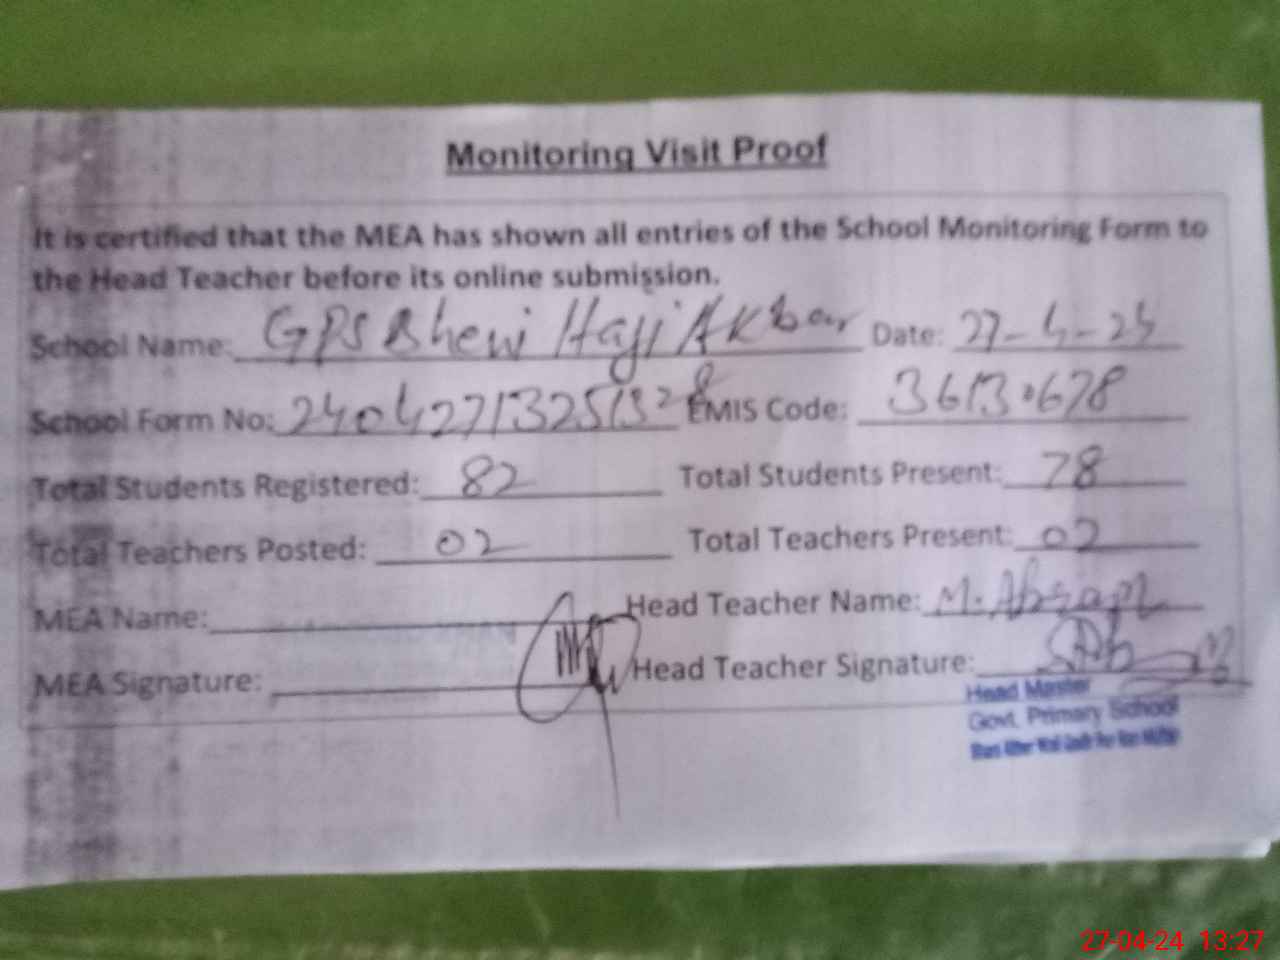 Monitoring Visit Proof
It is certified that the MEA has shown all entries of the School Monitoring Form to
the Head Teacher before its online submission.
School Name: GPS Bheni Haji Akbar Date: 27-4-24
School Form No: EMIS Code:
Total Students Registered: 82 Total Students Present: 78
Total Teachers Posted: 02 Total Teachers Present: 02
MEA Name: Head Teacher Name: M.
MEA Signature: Head Teacher Signature:
Head Master
Govt. Primary School
27-04-24 13:27